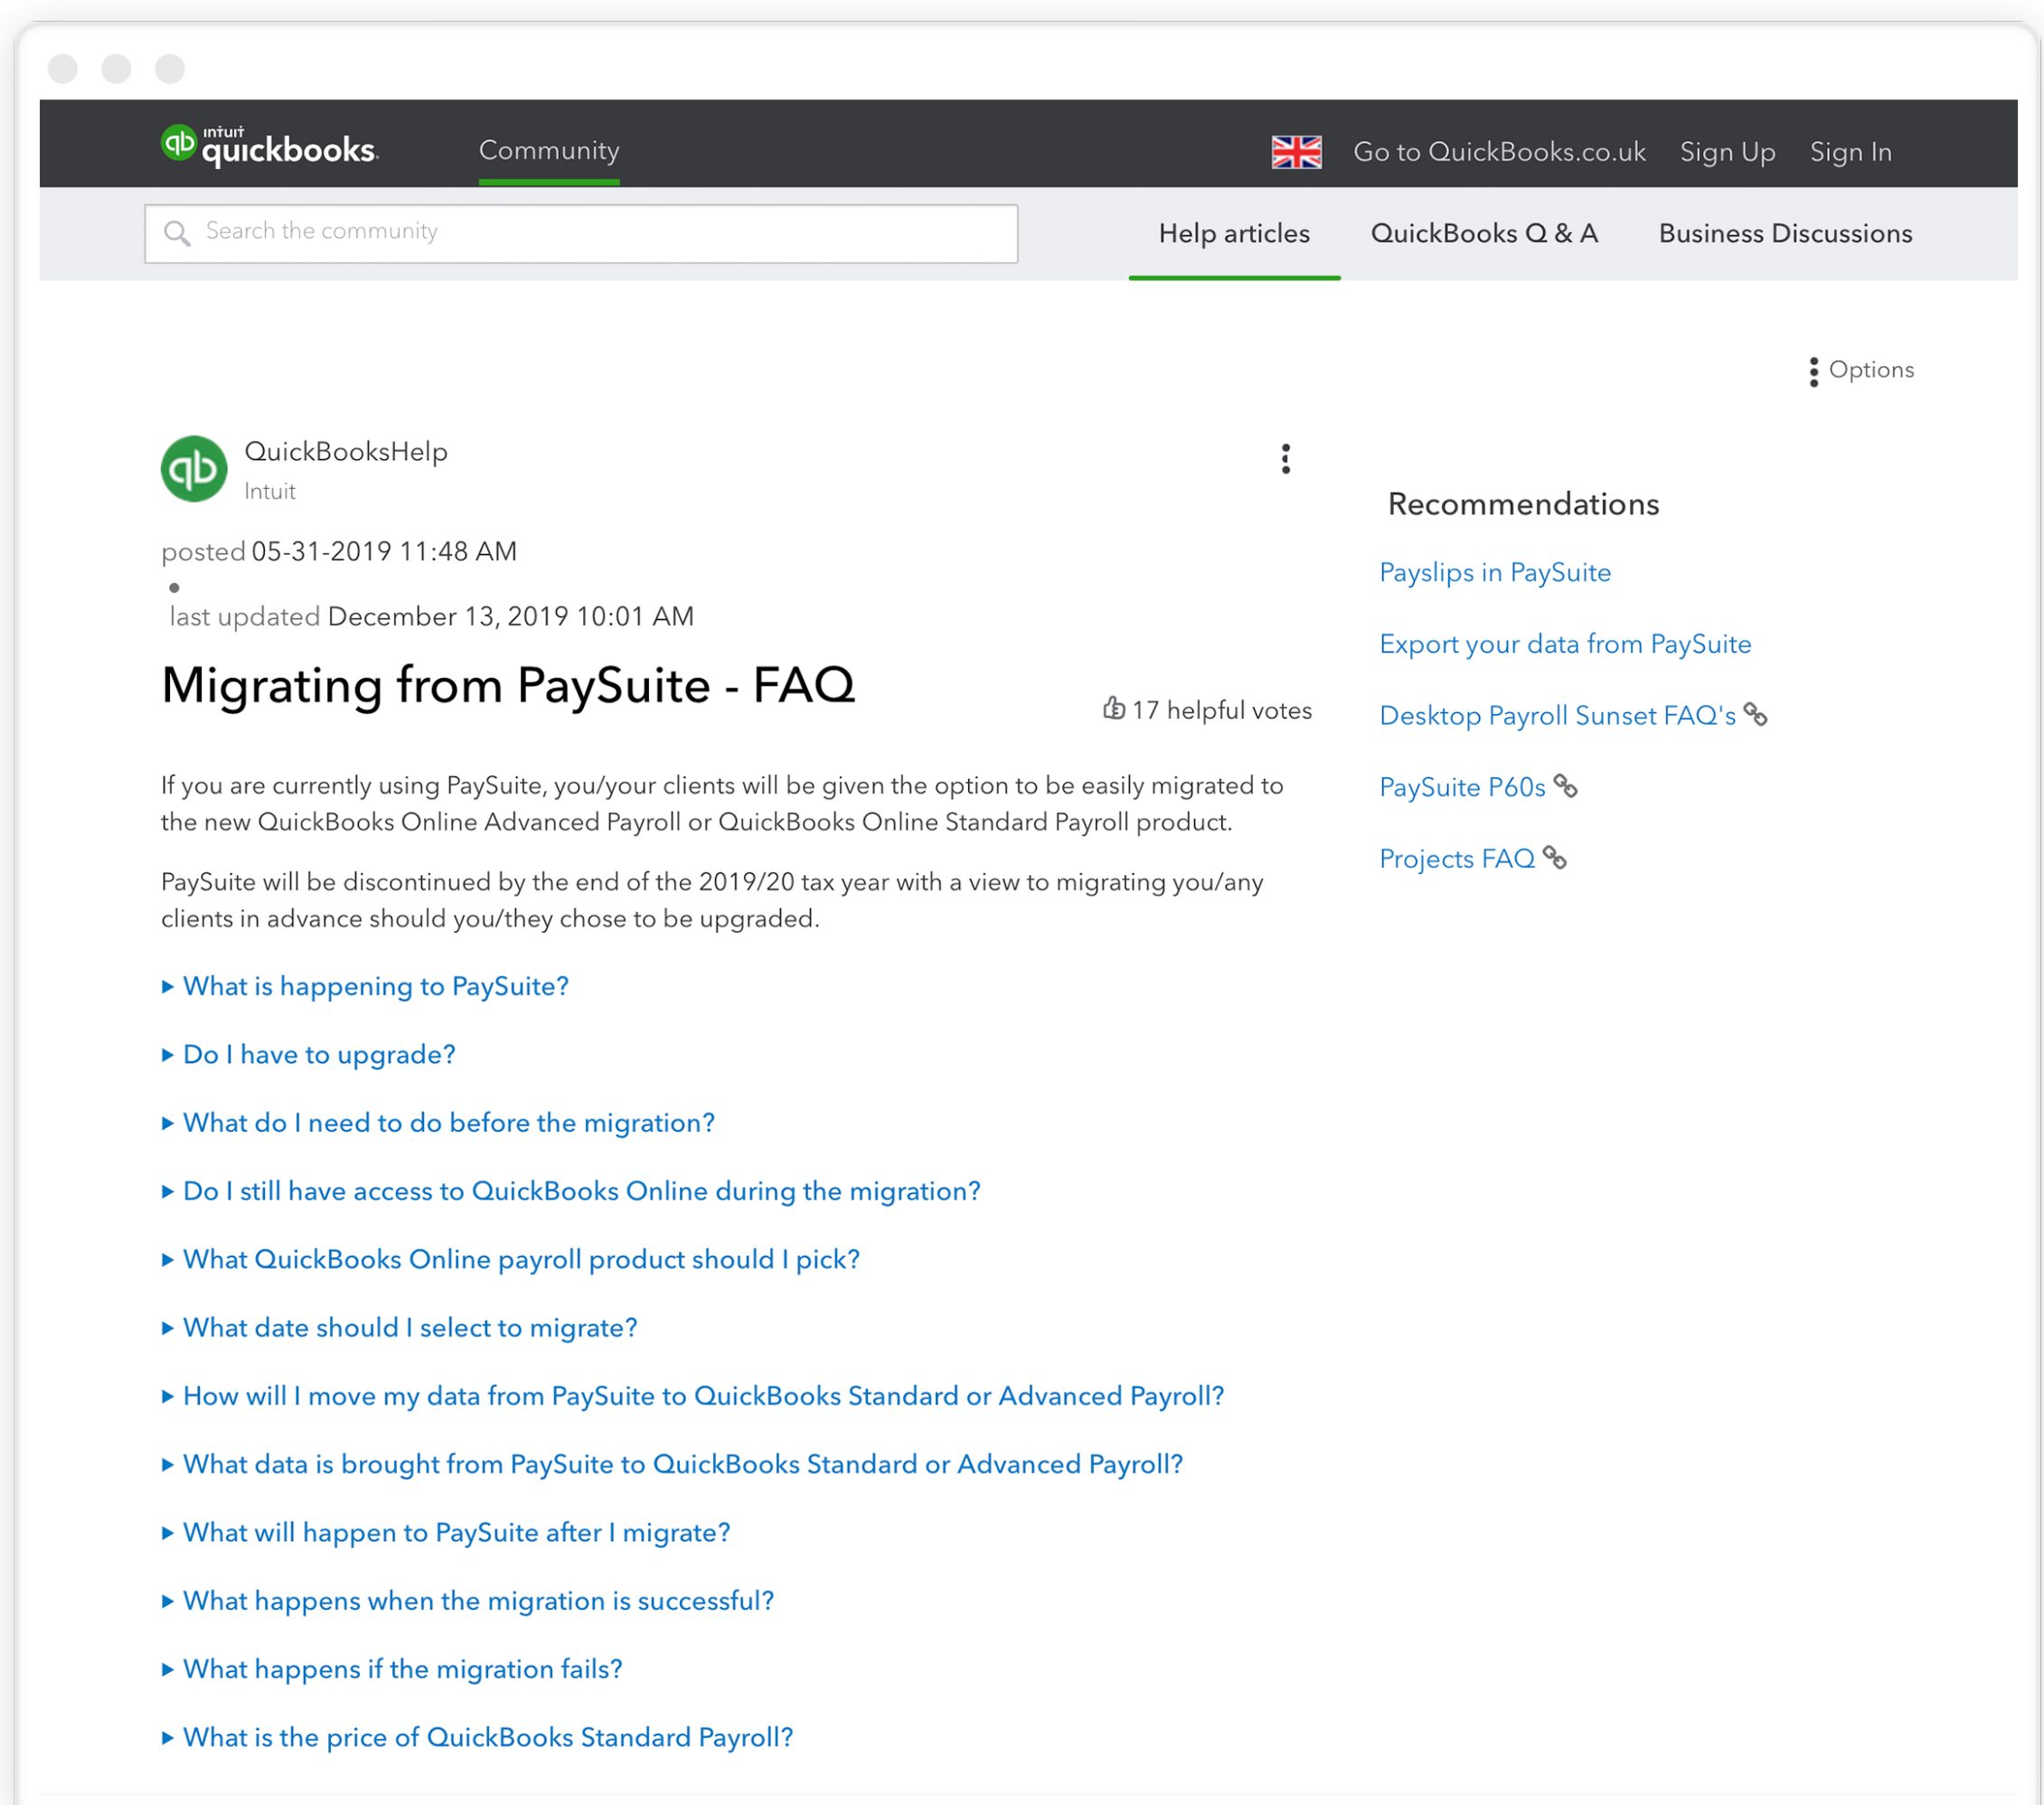 intuit
quickbooks.
Community
Go to QuickBooks.co.uk
Sign Up
Sign In
Search the community
Help articles
QuickBooks Q & A
Business Discussions
Options
qb
QuickBooksHelp
Intuit
posted 05-31-2019 11:48 AM
•
last updated December 13, 2019 10:01 AM
Migrating from PaySuite - FAQ
17 helpful votes
If you are currently using PaySuite, you/your clients will be given the option to be easily migrated to
the new QuickBooks Online Advanced Payroll or QuickBooks Online Standard Payroll product.
PaySuite will be discontinued by the end of the 2019/20 tax year with a view to migrating you/any
clients in advance should you/they chose to be upgraded.
What is happening to PaySuite?
Do I have to upgrade?
What do I need to do before the migration?
Do I still have access to QuickBooks Online during the migration?
What QuickBooks Online payroll product should I pick?
What date should I select to migrate?
How will I move my data from PaySuite to QuickBooks Standard or Advanced Payroll?
What data is brought from PaySuite to QuickBooks Standard or Advanced Payroll?
What will happen to PaySuite after I migrate?
What happens when the migration is successful?
What happens if the migration fails?
What is the price of QuickBooks Standard Payroll?
Recommendations
Payslips in PaySuite
Export your data from PaySuite
Desktop Payroll Sunset FAQ's
PaySuite P60s
Projects FAQ